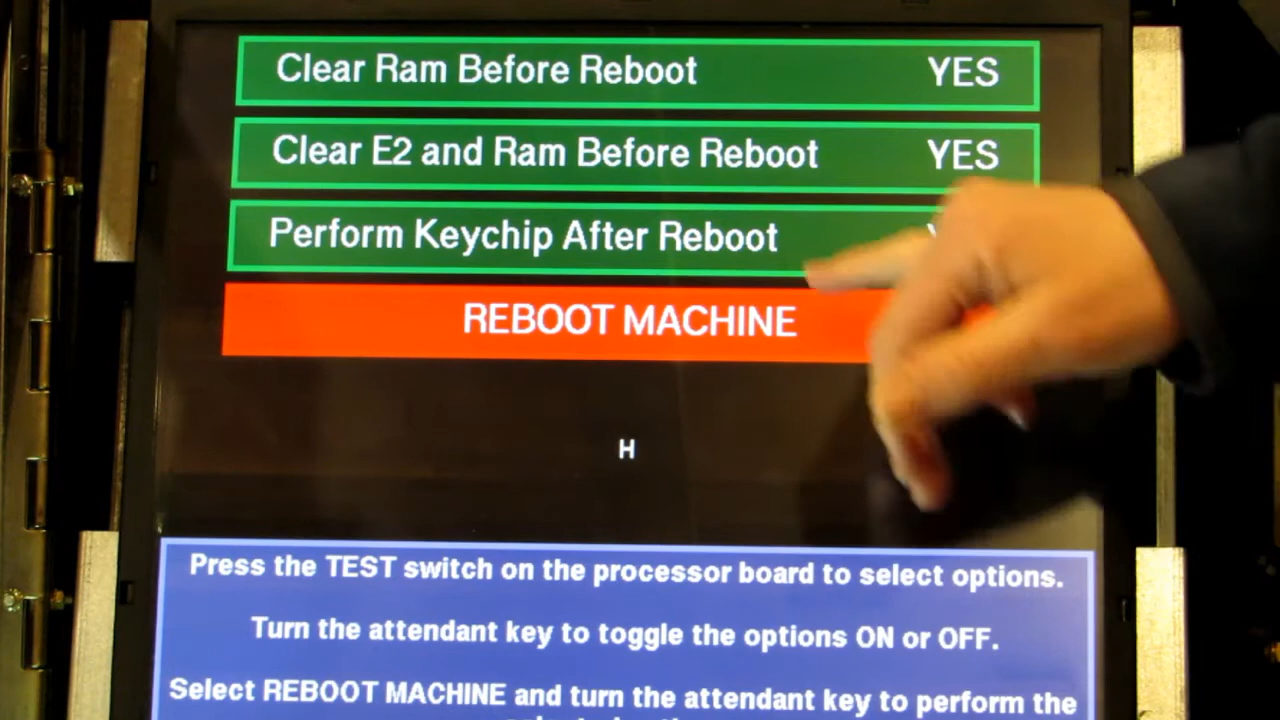 Clear Ram Before Reboot YES
Clear E2 and Ram Before Reboot YES
Perform Keychip After Reboot
REBOOT MACHINE
H
Press the TEST switch on the processor board to select options.
Turn the attendant key to toggle the options ON or OFF.
Select REBOOT MACHINE and turn the attendant key to perform the